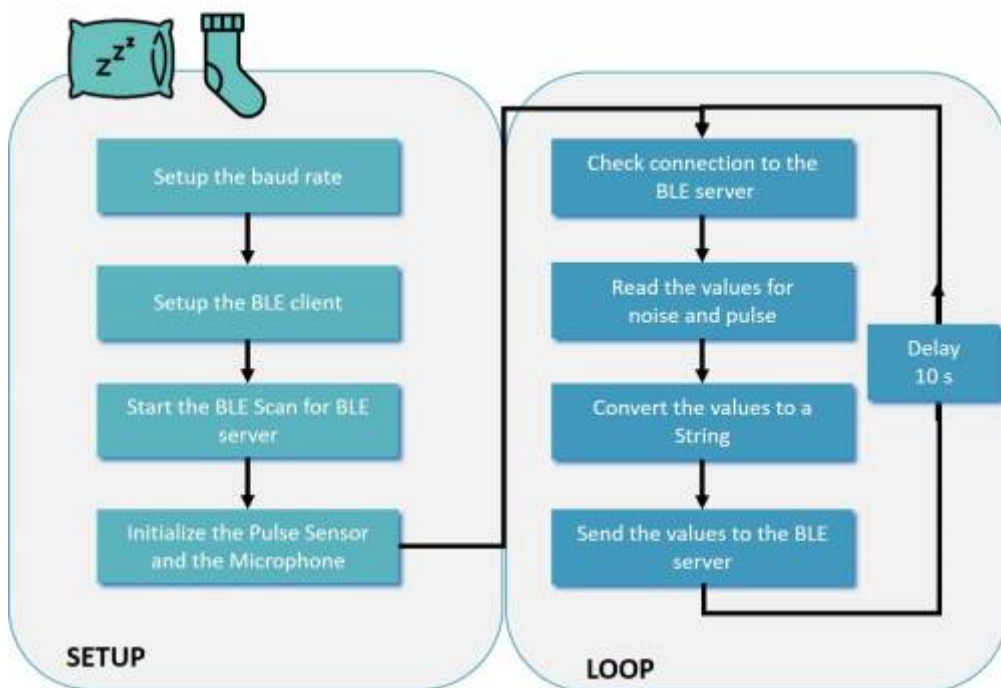 zzz
Setup the baud rate
Setup the BLE client
Start the BLE Scan for BLE
server
Initialize the Pulse Sensor
and the Microphone
SETUP
Check connection to the
BLE server
Read the values for
noise and pulse
Convert the values to a
String
Send the values to the BLE
server
Delay
10 s
LOOP